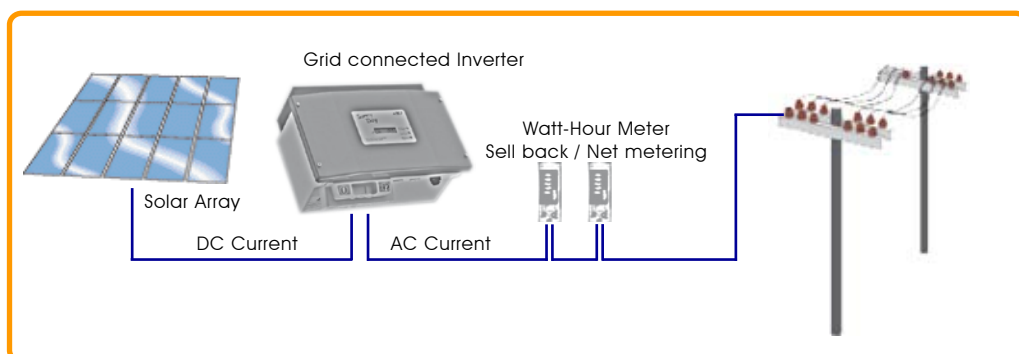 Grid connected Inverter
Watt-Hour Meter
Sell back / Net metering
Solar Array
DC Current
AC Current